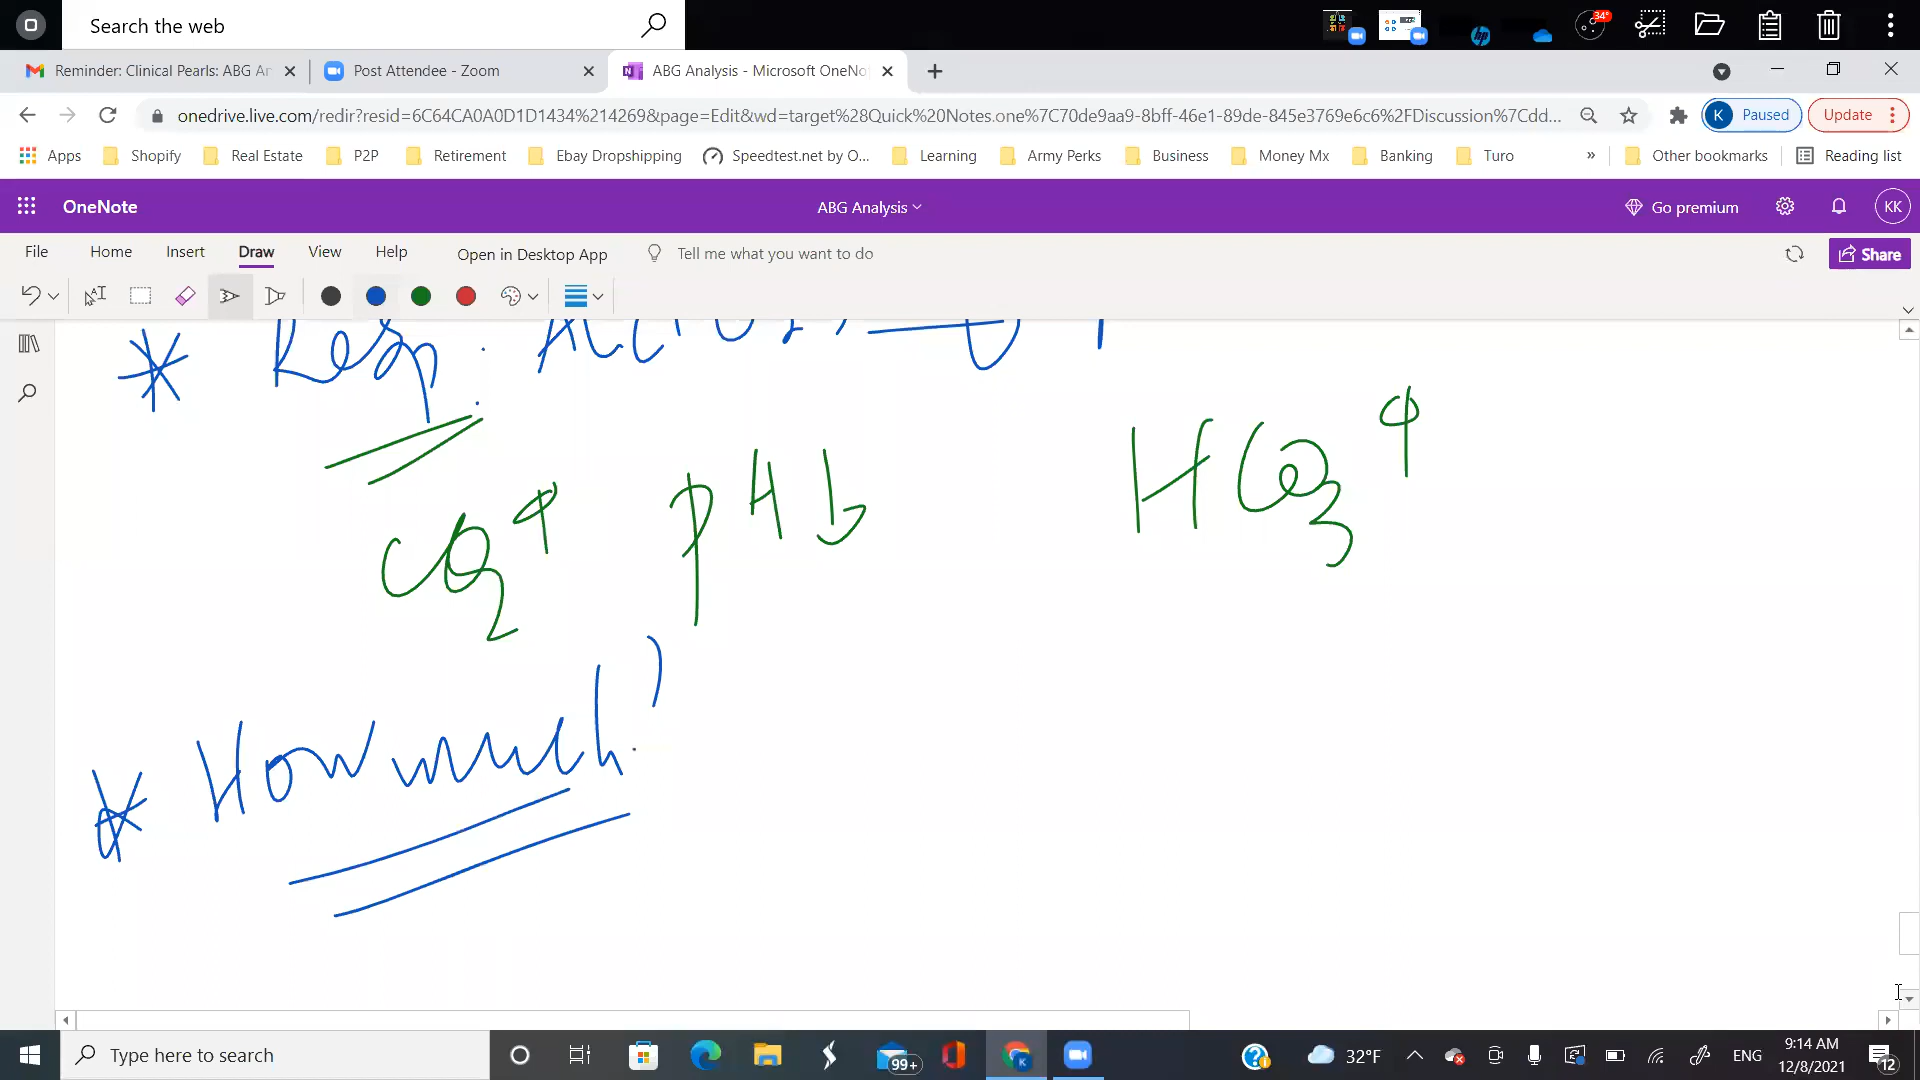 Search the web
34°
Reminder: Clinical Pearls: ABG Ar
Post Attendee - Zoom
ABG Analysis - Microsoft OneNo
onedrive.live.com/redir?resid=6C64CA0A0D1D1434%214269&page=Edit&wd=target%28Quick%20Notes.one%7C70de9aa9-8bff-46e1-89de-845e3769e6c6%2FDiscussion%7Cdd...
K Paused
Update
Apps Shopify Real Estate P2P Retirement Ebay Dropshipping Speedtest.net by O... Learning Army Perks Business Money Mx Banking Turo » Other bookmarks Reading list
OneNote
ABG Analysis
Go premium
KK
File Home Insert Draw View Help Open in Desktop App Tell me what you want to do
Share
* Resp.
CO2 ↑ pH ↓ HCO3 ↑
* How much?
Type here to search
99+
32°F
ENG
9:14 AM
12/8/2021
12